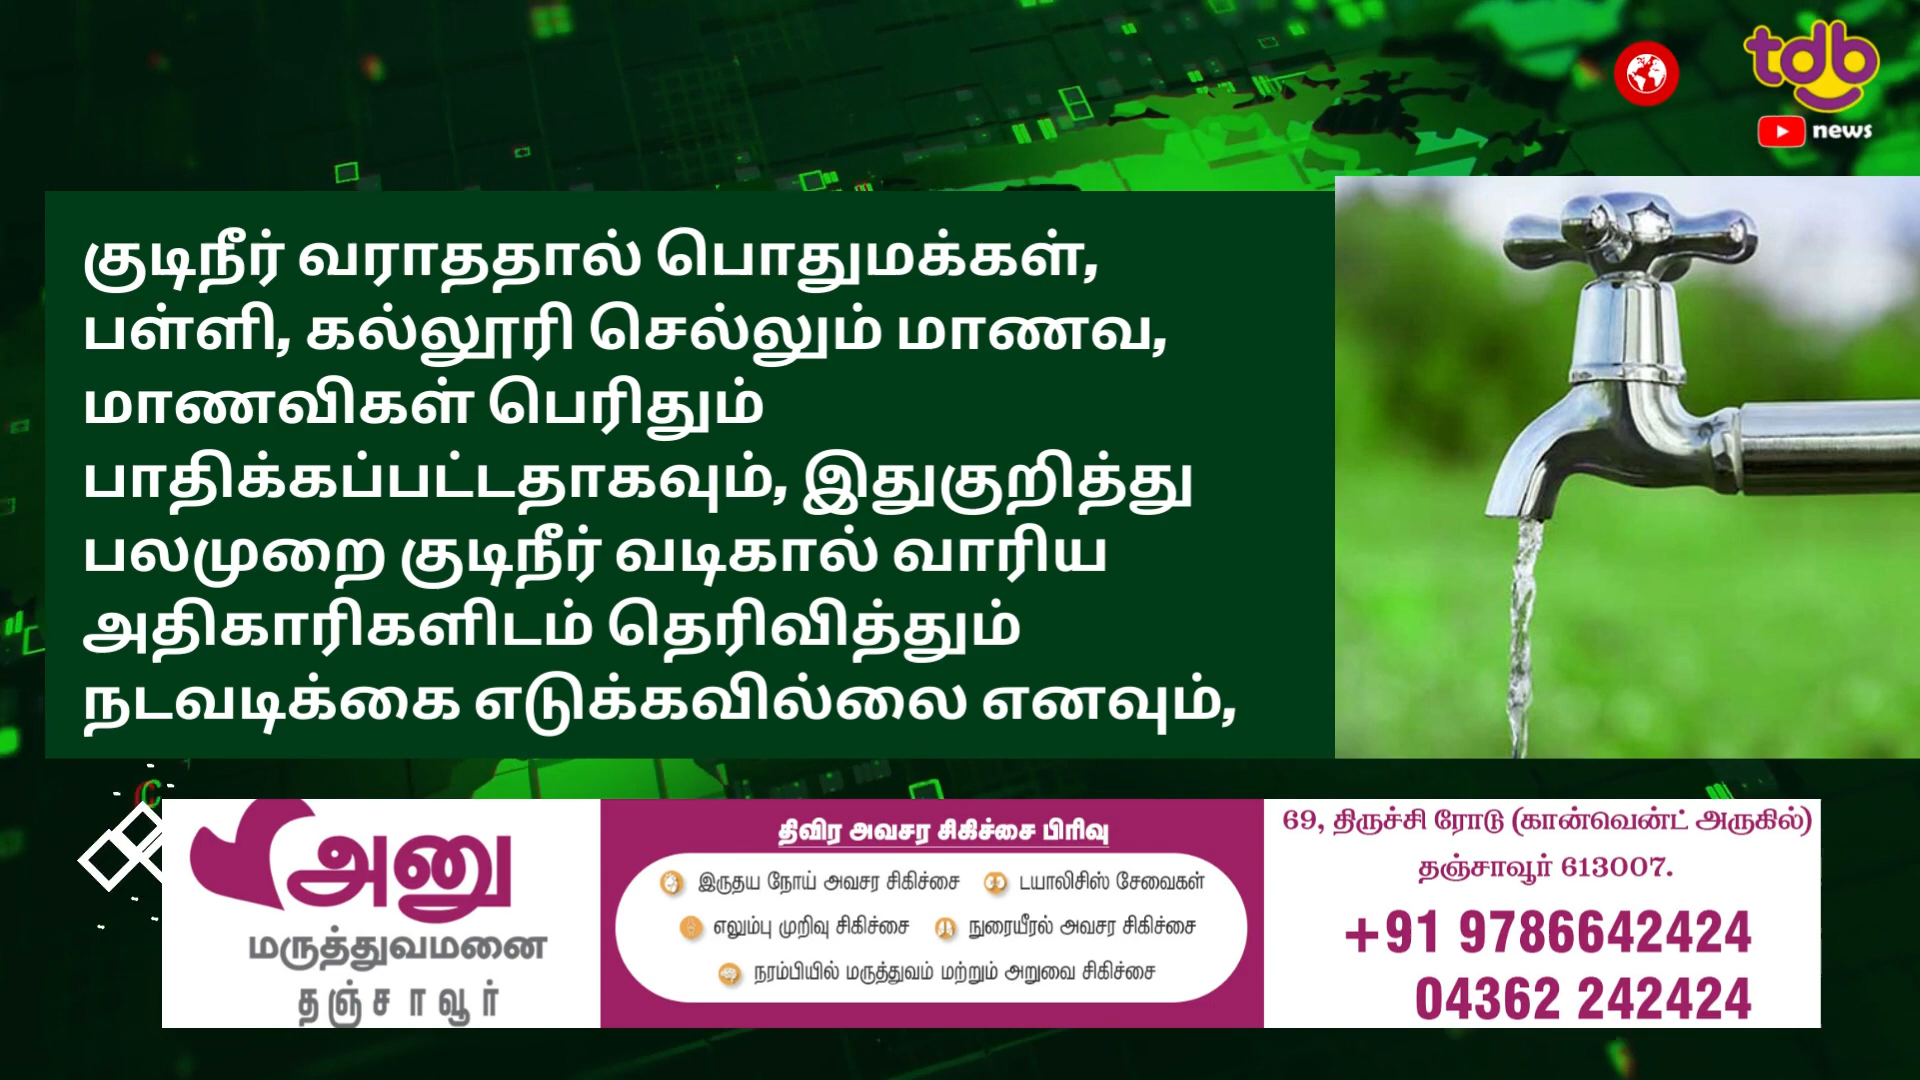 tdb
news
குடிநீர் வராததால் பொதுமக்கள்,
பள்ளி, கல்லூரி செல்லும் மாணவ,
மாணவிகள் பெரிதும்
பாதிக்கப்பட்டதாகவும், இதுகுறித்து
பலமுறை குடிநீர் வடிகால் வாரிய
அதிகாரிகளிடம் தெரிவித்தும்
நடவடிக்கை எடுக்கவில்லை எனவும்,
அனு
மருத்துவமனை
தஞ்சாவூர்
தீவிர அவசர சிகிச்சை பிரிவு
இருதய நோய் அவசர சிகிச்சை டயாலிசிஸ் சேவைகள்
எலும்பு முறிவு சிகிச்சை நுரையீரல் அவசர சிகிச்சை
நரம்பியில் மருத்துவம் மற்றும் அறுவை சிகிச்சை
69, திருச்சி ரோடு (கான்வென்ட் அருகில்)
தஞ்சாவூர் 613007.
+91 9786642424
04362 242424